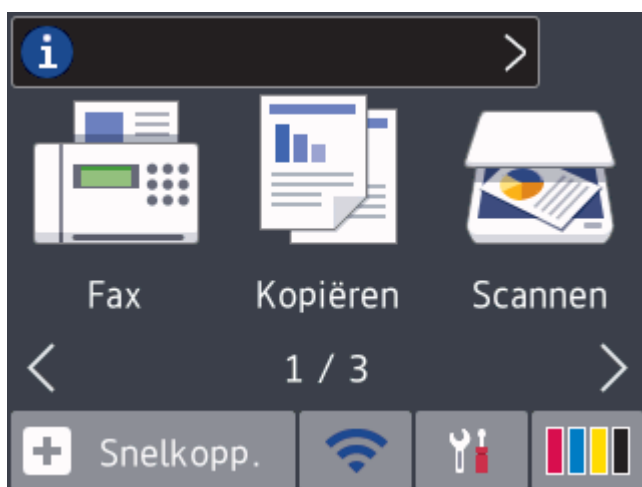 i
Fax
Kopiëren
Scannen
1 / 3
Snelkopp.